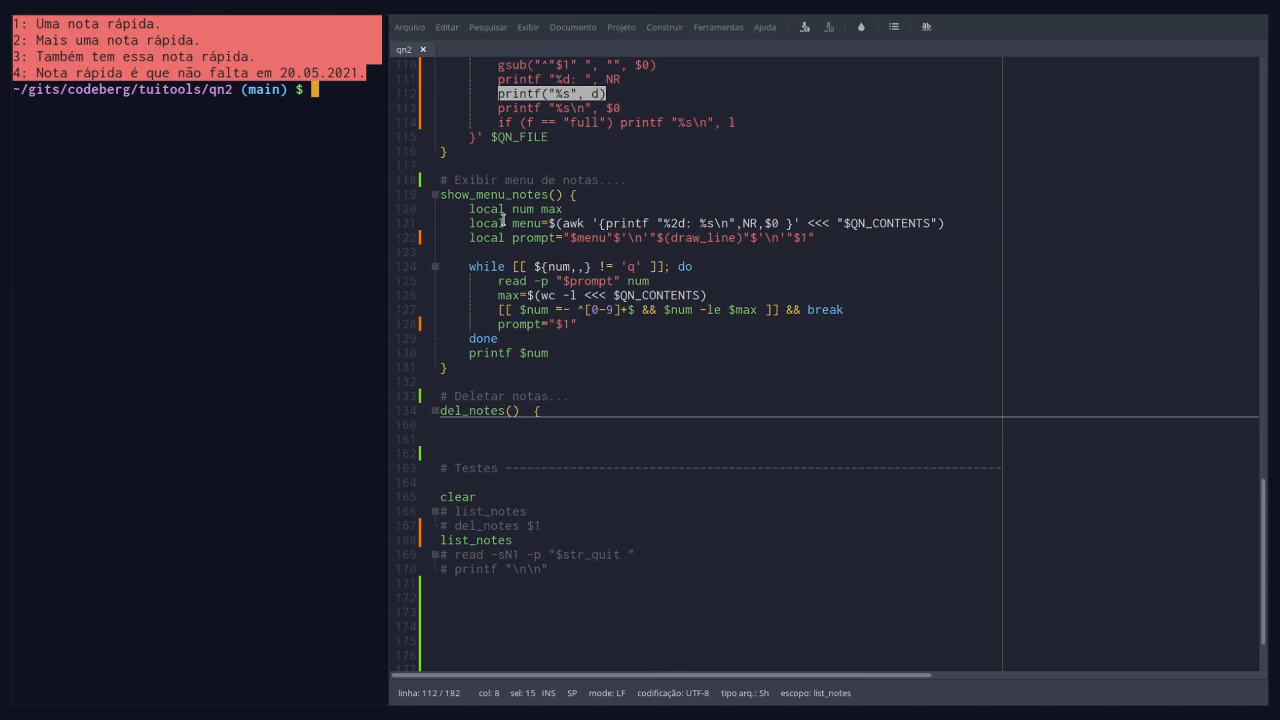 1: Uma nota rápida.
2: Mais uma nota rápida.
3: Também tem essa nota rápida.
4: Nota rápida é que não falta em 20.05.2021.
~/gits/codeberg/tuitools/qn2 (main) $
Arquivo Editar Pesquisar Exibir Documento Projeto Construir Ferramentas Ajuda
qn2
110 gsub("^"$1" ", "", $0)
111 printf "%d: ", NR
112 printf("%s", d)
113 printf "%s\n", $0
114 if (f == "full") printf "%s\n", l
115 }' $QN_FILE
116 }
117
118 # Exibir menu de notas....
119 show_menu_notes() {
120 local num max
121 local menu=$(awk '{printf "%2d: %s\n",NR,$0 }' <<< "$QN_CONTENTS")
122 local prompt="$menu"$'\n'"$(draw_line)"$'\n'"$1"
123
124 while [[ ${num,,} != 'q' ]]; do
125 read -p "$prompt" num
126 max=$(wc -l <<< $QN_CONTENTS)
127 [[ $num =~ ^[0-9]+$ && $num -le $max ]] && break
128 prompt="$1"
129 done
130 printf $num
131 }
132
133 # Deletar notas...
134 del_notes() {
160
161
162
163 # Testes --------------------------------------------------------------------
164
165 clear
166 # list_notes
167 # del_notes $1
168 list_notes
169 # read -sN1 -p "$str_quit "
170 # printf "\n\n"
171
172
173
174
175
176
177
linha: 112 / 182 col: 8 sel: 15 INS SP mode: LF codificação: UTF-8 tipo arq.: Sh escopo: list_notes